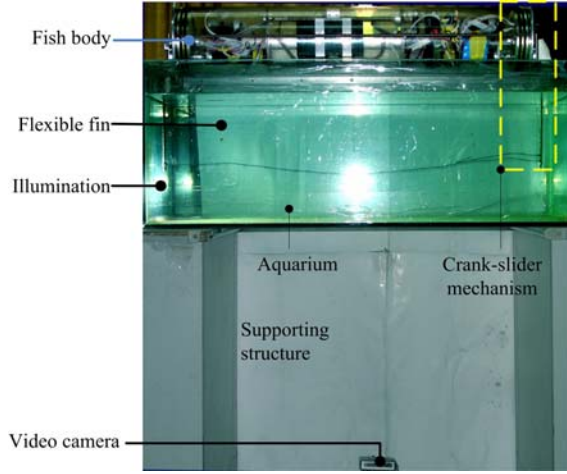 Fish body
Flexible fin
Illumination
Aquarium
Crank-slider
mechanism
Supporting
structure
Video camera